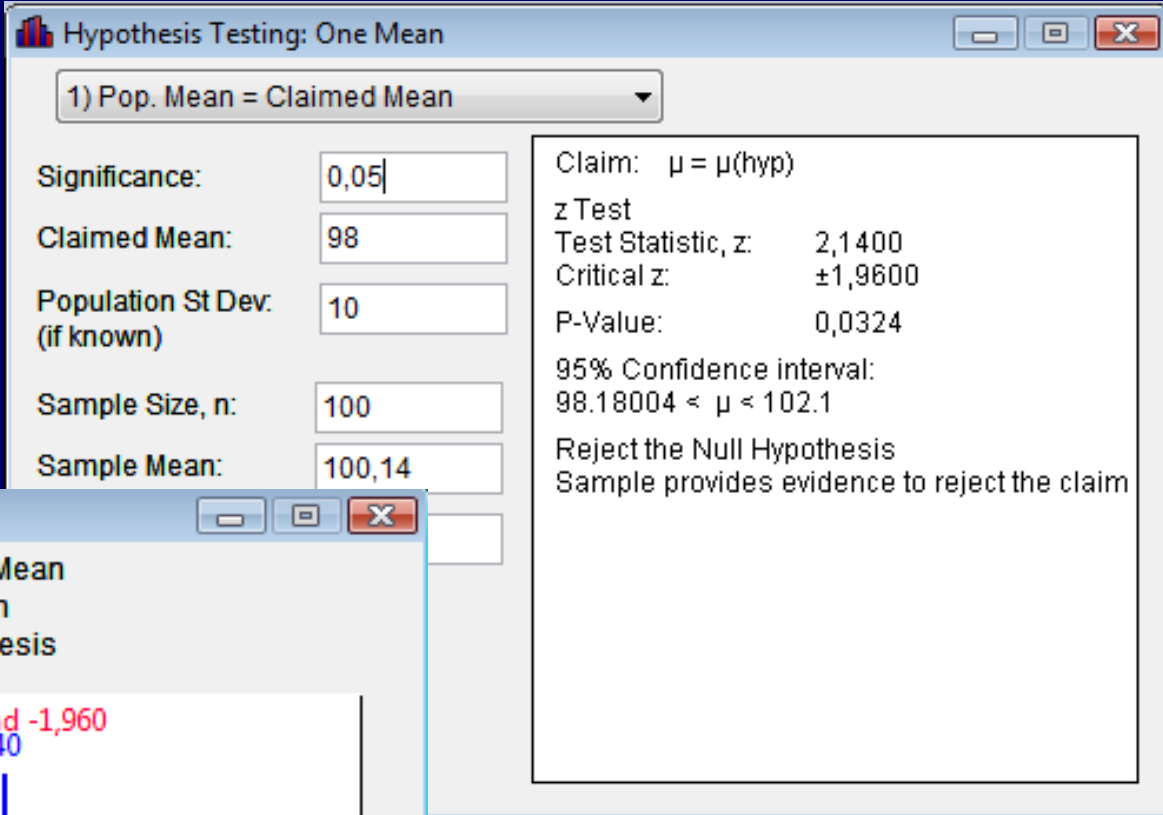 Hypothesis Testing: One Mean
1) Pop. Mean = Claimed Mean
Significance: 0,05
Claimed Mean: 98
Population St Dev: 10
(if known)
Sample Size, n: 100
Sample Mean: 100,14
Claim: μ = μ(hyp)
z Test
Test Statistic, z: 2,1400
Critical z: ±1,9600
P-Value: 0,0324
95% Confidence interval:
98.18004 < μ < 102.1
Reject the Null Hypothesis
Sample provides evidence to reject the claim
Mean
-1,960